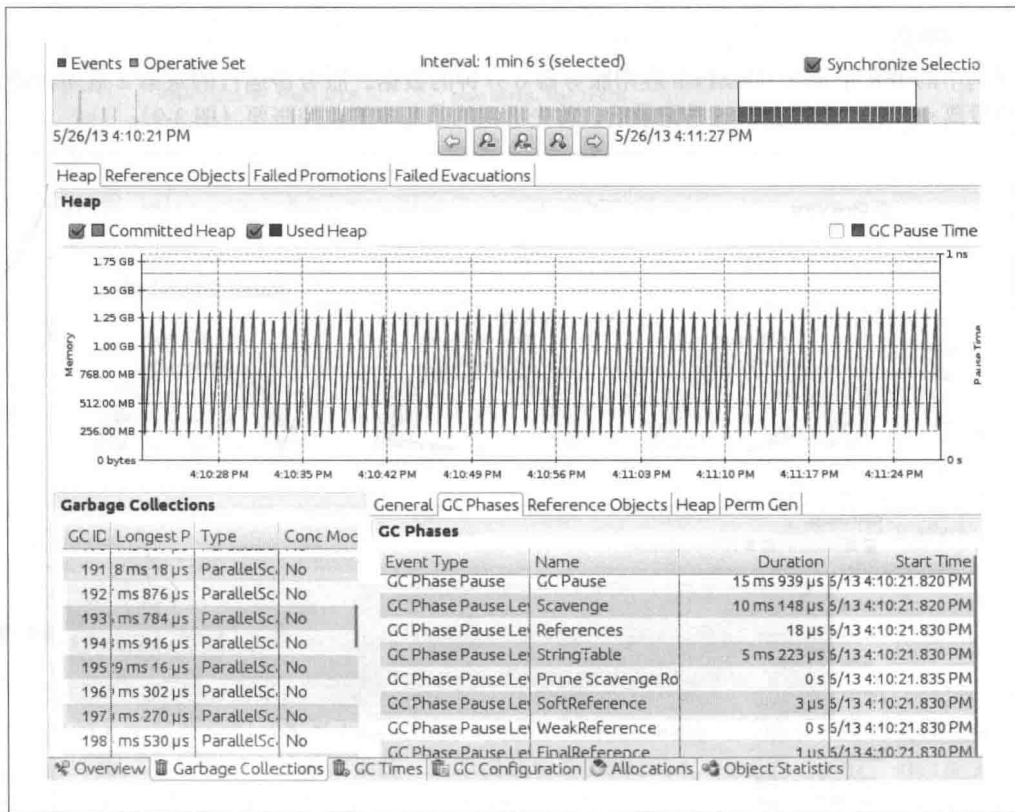 Events Operative Set Interval: 1 min 6 s (selected) Synchronize Selectio
5/26/13 4:10:21 PM 5/26/13 4:11:27 PM
Heap Reference Objects Failed Promotions Failed Evacuations
Heap
Committed Heap Used Heap GC Pause Time
1.75 GB 1 ns
1.50 GB
1.25 GB
1.00 GB
768.00 MB
512.00 MB
256.00 MB
0 bytes 0 s
Memory
Pause Time
4:10:28 PM 4:10:35 PM 4:10:42 PM 4:10:49 PM 4:10:56 PM 4:11:03 PM 4:11:10 PM 4:11:17 PM 4:11:24 PM
Garbage Collections
GC ID Longest P Type Conc Moc
191 8 ms 18 µs ParallelSc No
192 ms 876 µs ParallelSc No
193 ms 784 µs ParallelSc No
194 ms 916 µs ParallelSc No
195 9 ms 16 µs ParallelSc No
196 ms 302 µs ParallelSc No
197 ms 270 µs ParallelSc No
198 ms 530 µs ParallelSc No
General GC Phases Reference Objects Heap Perm Gen
GC Phases
Event Type Name Duration Start Time
GC Phase Pause GC Pause 15 ms 939 µs 5/13 4:10:21.820 PM
GC Phase Pause Lev Scavenge 10 ms 148 µs 5/13 4:10:21.820 PM
GC Phase Pause Lev References 18 µs 5/13 4:10:21.830 PM
GC Phase Pause Lev StringTable 5 ms 223 µs 5/13 4:10:21.830 PM
GC Phase Pause Lev Prune Scavenge Ro 0 s 5/13 4:10:21.835 PM
GC Phase Pause Lev SoftReference 3 µs 5/13 4:10:21.830 PM
GC Phase Pause Lev WeakReference 0 s 5/13 4:10:21.830 PM
GC Phase Pause Lev FinalReference 1 µs 5/13 4:10:21.830 PM
Overview Garbage Collections GC Times GC Configuration Allocations Object Statistics